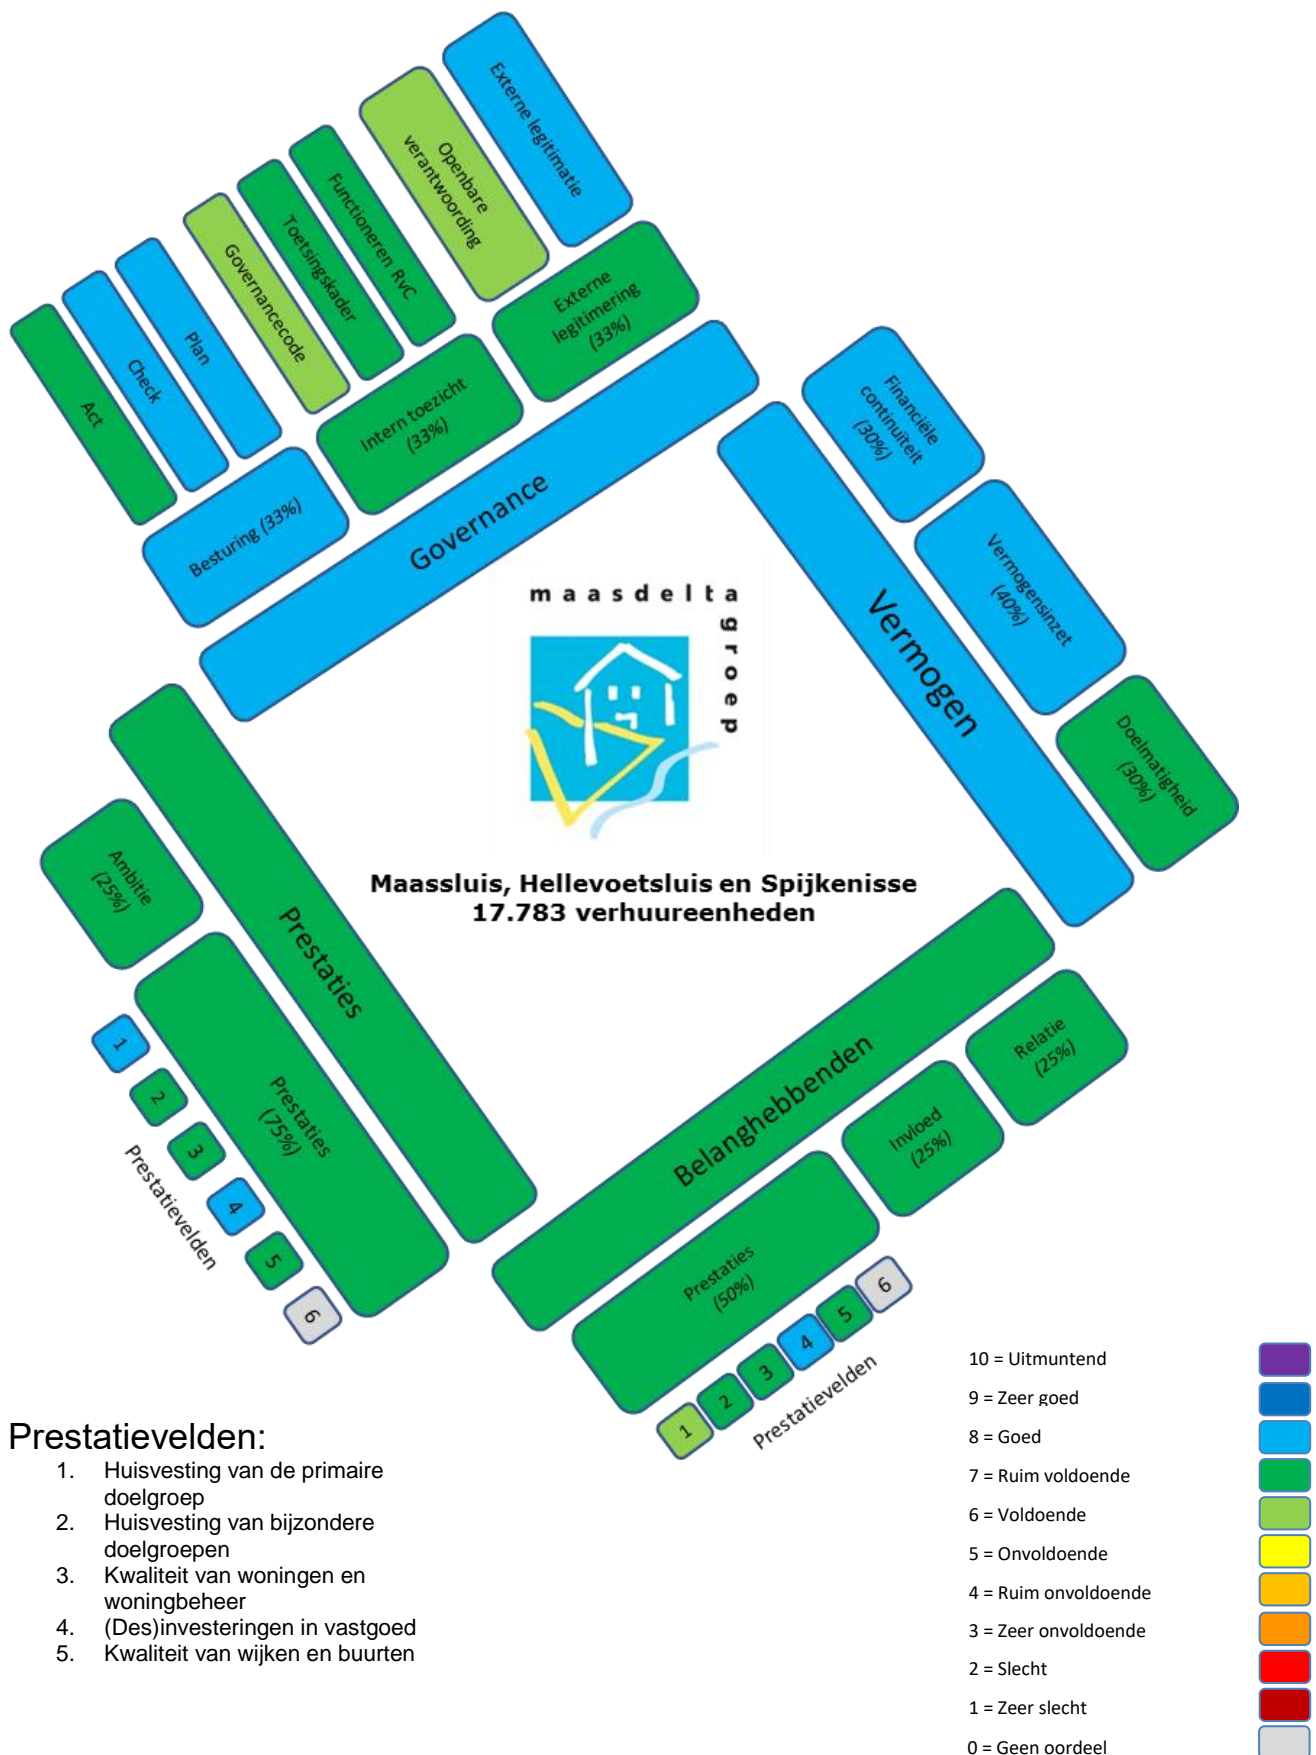 Externe legitimatie
Openbare
verantwoording
Functioneren RvC
Toetsingskader
Governancecode
Plan
Check
Act
Externe
legitimering
(33%)
Intern toezicht
(33%)
Besturing (33%)
Governance
Financiële
continuïteit
(30%)
Vermogensinzet
(40%)
Doelmatigheid
(30%)
Vermogen
maasdelta
groep
Maassluis, Hellevoetsluis en Spijkenisse
17.783 verhuureenheden
Ambitie
(25%)
Prestaties
Prestaties
(75%)
1
2
3
4
5
6
Prestatievelden
Belanghebbenden
Relatie
(25%)
Invloed
(25%)
Prestaties
(50%)
1
2
3
4
5
6
Prestatievelden
Prestatievelden:
1. Huisvesting van de primaire
doelgroep
2. Huisvesting van bijzondere
doelgroepen
3. Kwaliteit van woningen en
woningbeheer
4. (Des)investeringen in vastgoed
5. Kwaliteit van wijken en buurten
10 = Uitmuntend
9 = Zeer goed
8 = Goed
7 = Ruim voldoende
6 = Voldoende
5 = Onvoldoende
4 = Ruim onvoldoende
3 = Zeer onvoldoende
2 = Slecht
1 = Zeer slecht
0 = Geen oordeel